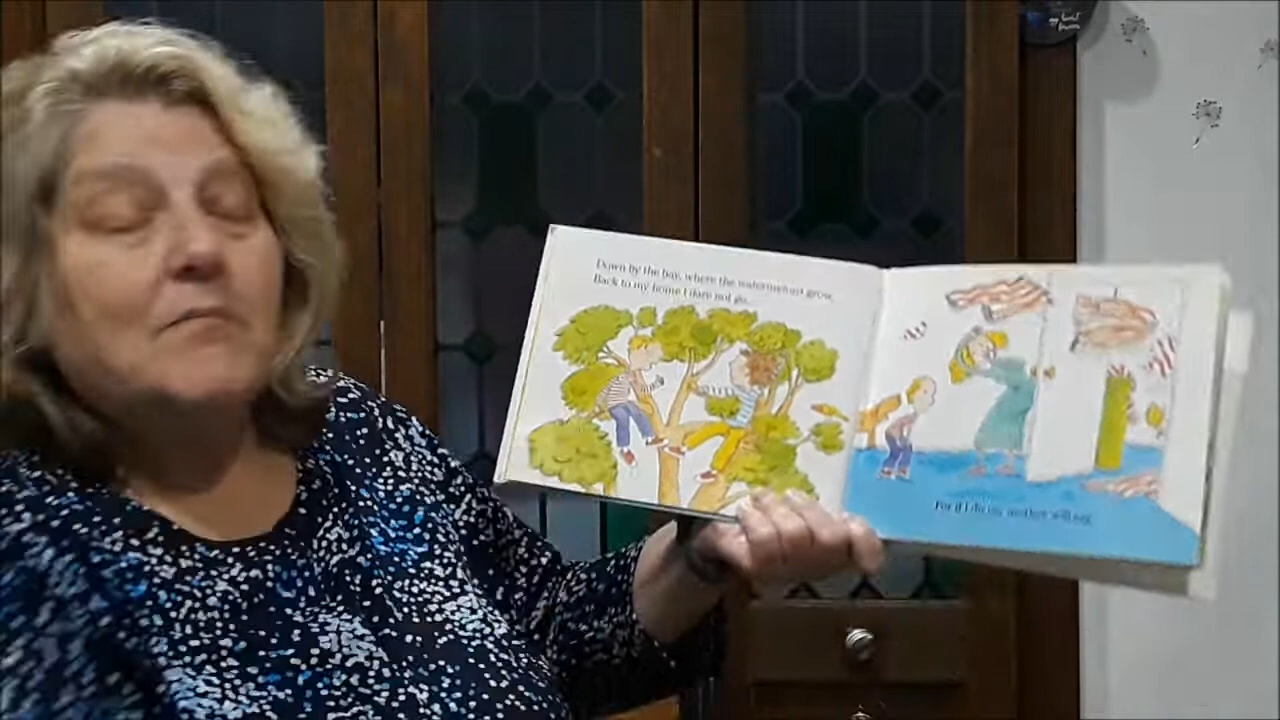 Down by the bay, where the watermelons grow,
Back to my home I dare not go...
For if I do, my mother will say,